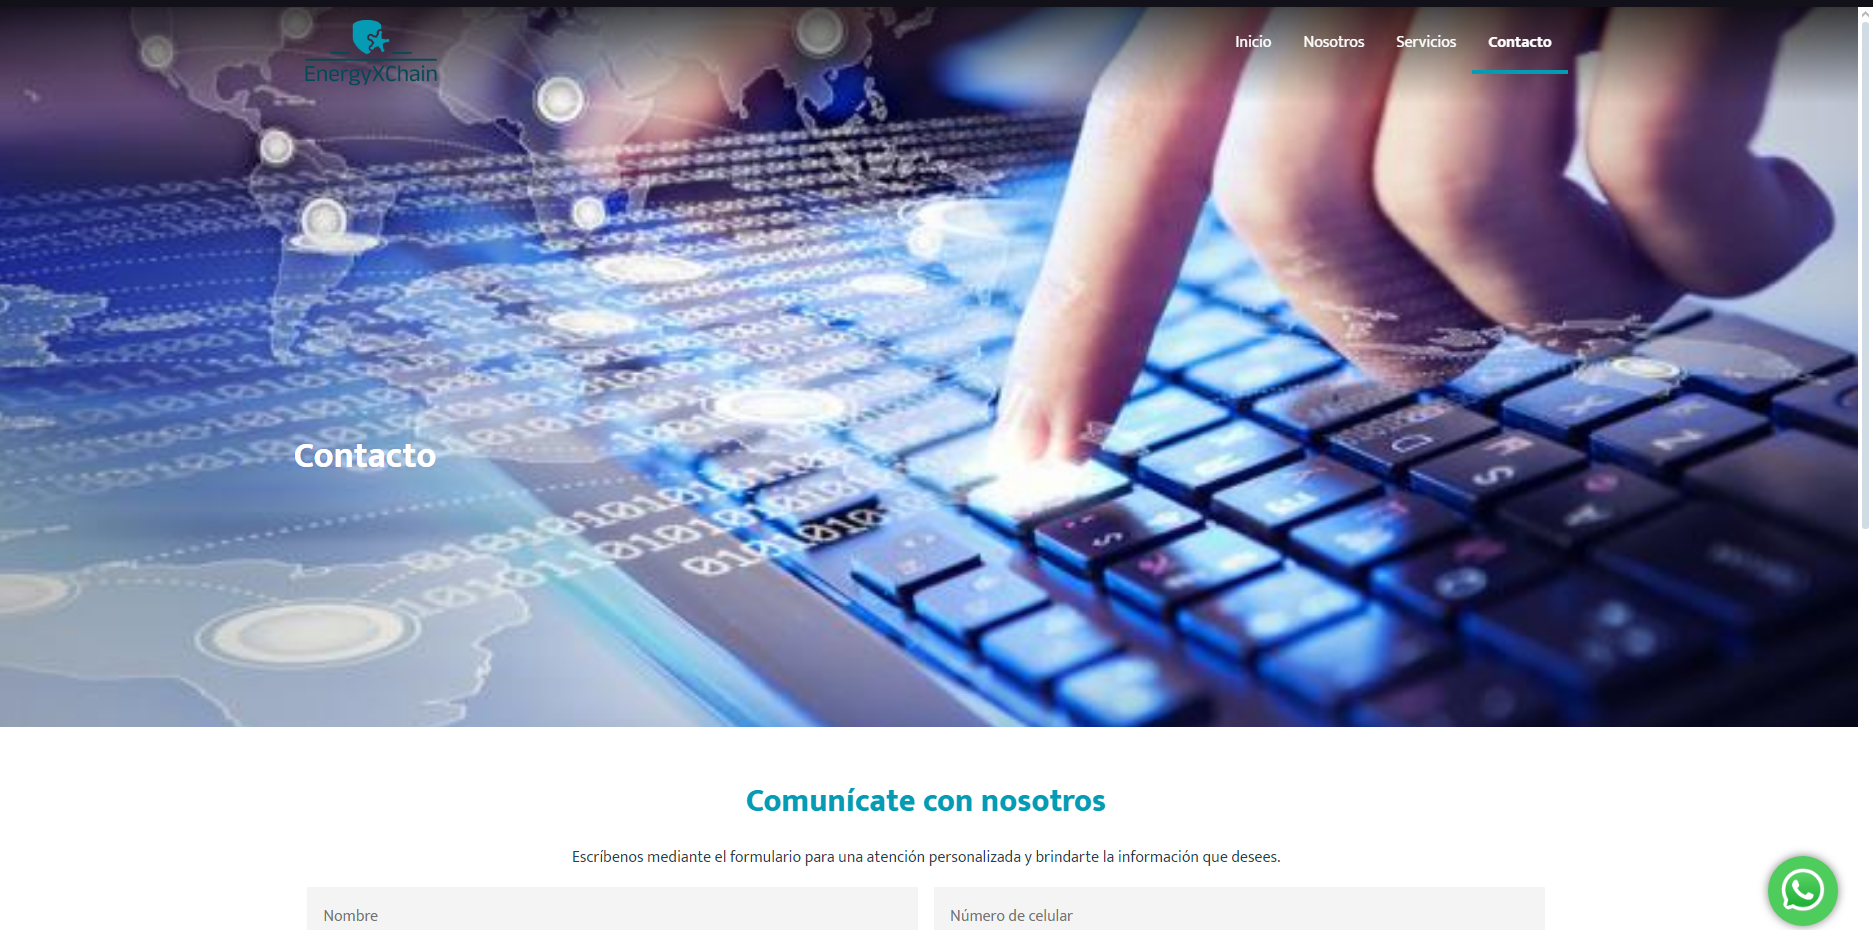 EnergyXChain
Inicio Nosotros Servicios Contacto
Contacto
Comunícate con nosotros
Escríbenos mediante el formulario para una atención personalizada y brindarte la información que desees.
Nombre Número de celular